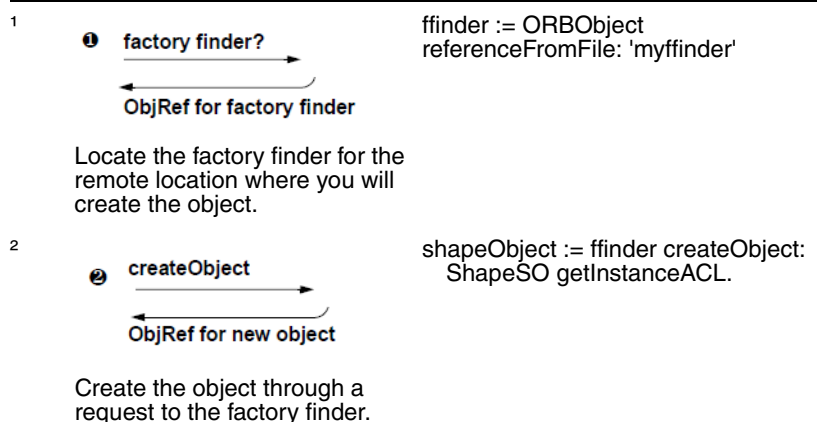 1
❶ factory finder?
ObjRef for factory finder
Locate the factory finder for the
remote location where you will
create the object.
ffinder := ORBObject
referenceFromFile: 'myffinder'
2
❷ createObject
ObjRef for new object
Create the object through a
request to the factory finder.
shapeObject := ffinder createObject:
ShapeSO getInstanceACL.